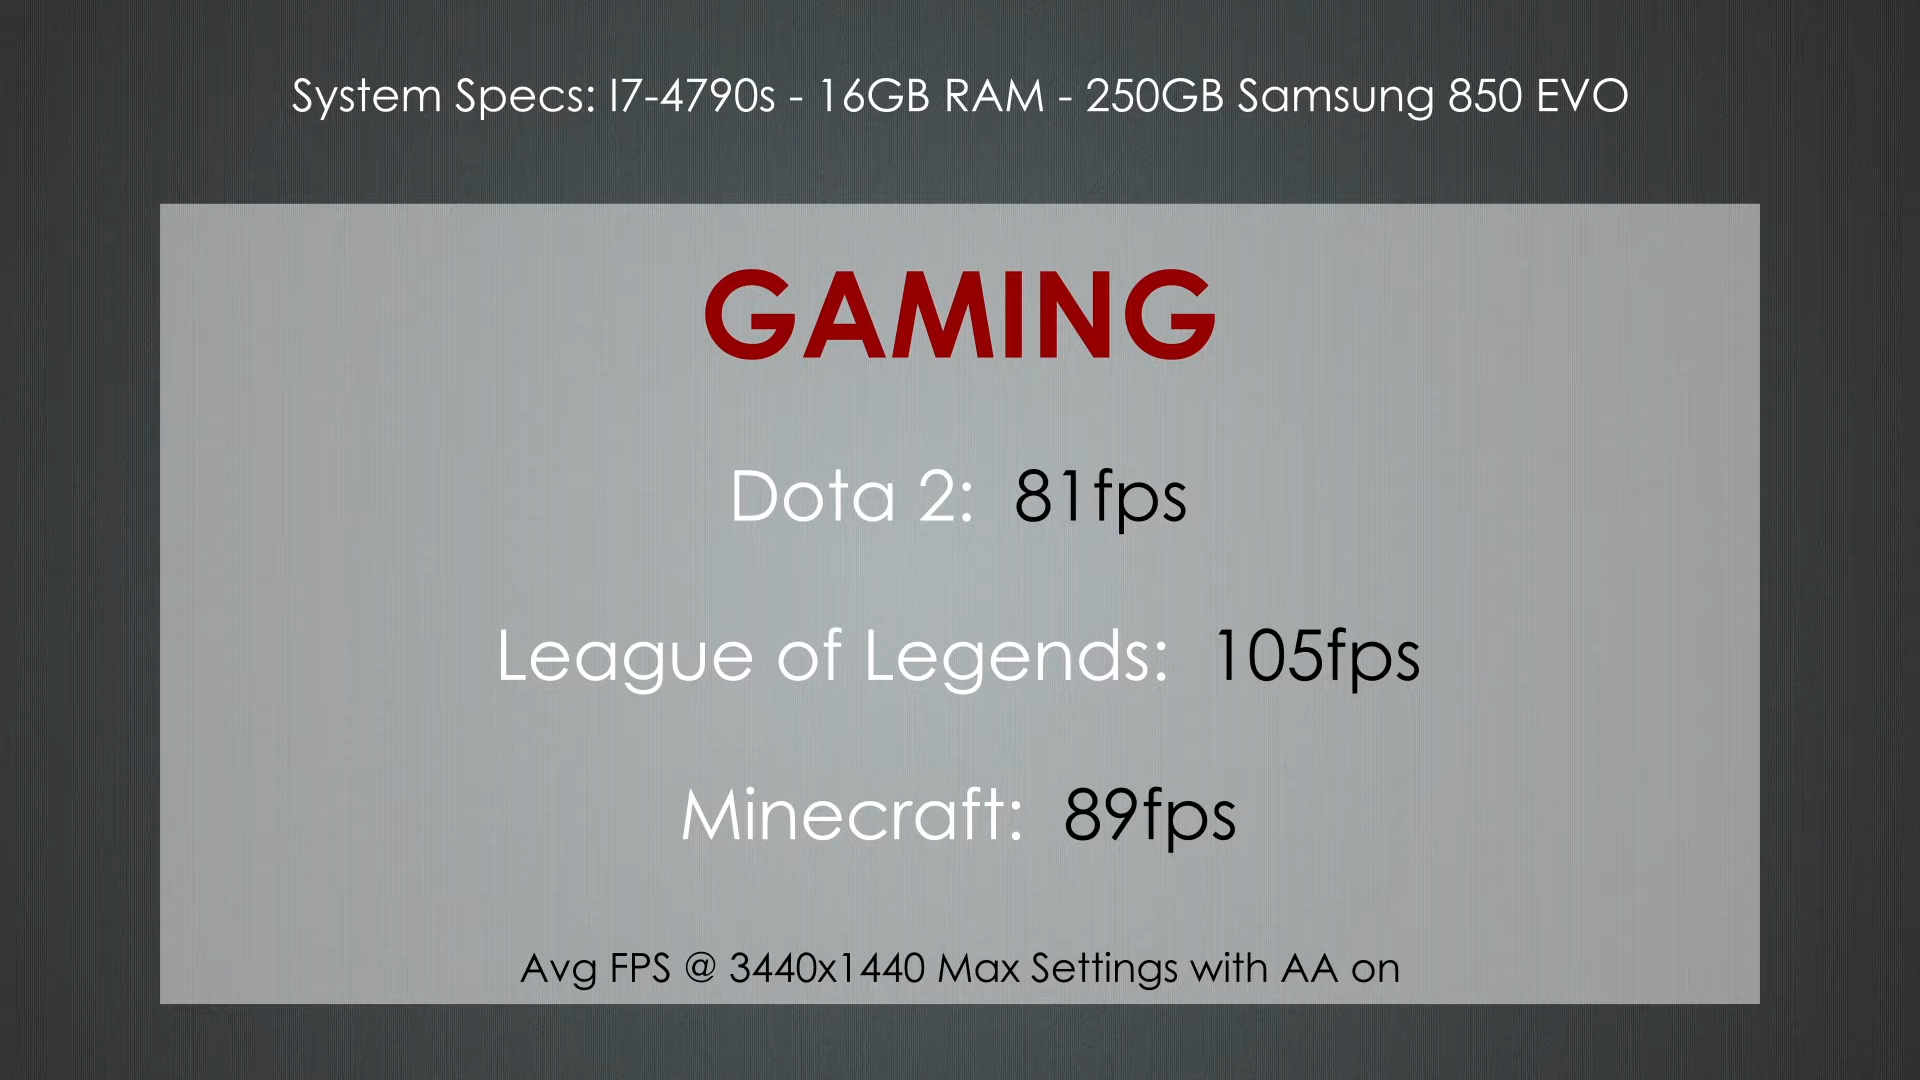 System Specs: I7-4790s - 16GB RAM - 250GB Samsung 850 EVO
GAMING
Dota 2: 81fps
League of Legends: 105fps
Minecraft: 89fps
Avg FPS @ 3440x1440 Max Settings with AA on